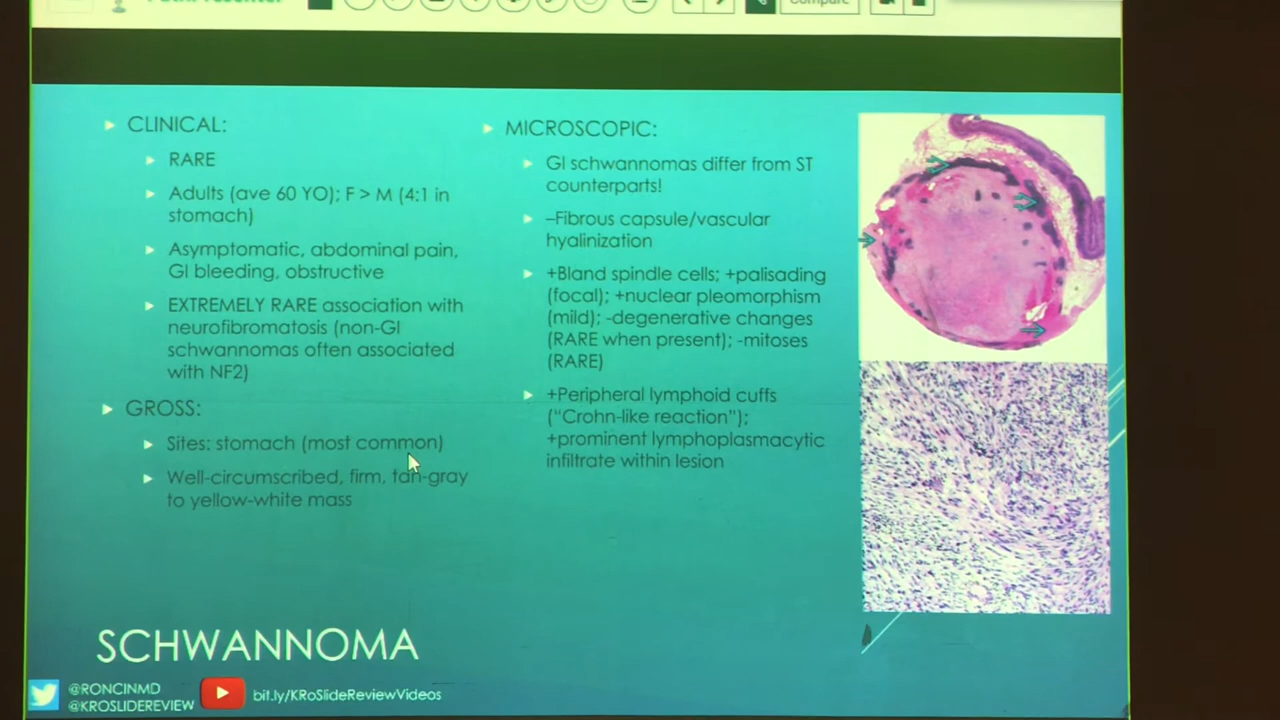 Compare
CLINICAL:
RARE
Adults (ave 60 YO); F > M (4:1 in
stomach)
Asymptomatic, abdominal pain,
GI bleeding, obstructive
EXTREMELY RARE association with
neurofibromatosis (non-GI
schwannomas often associated
with NF2)
GROSS:
Sites: stomach (most common)
Well-circumscribed, firm, tan-gray
to yellow-white mass
MICROSCOPIC:
GI schwannomas differ from ST
counterparts!
–Fibrous capsule/vascular
hyalinization
+Bland spindle cells; +palisading
(focal); +nuclear pleomorphism
(mild); -degenerative changes
(RARE when present); -mitoses
(RARE)
+Peripheral lymphoid cuffs
("Crohn-like reaction");
+prominent lymphoplasmacytic
infiltrate within lesion
SCHWANNOMA
@RONCINMD
@KROSLIDEREVIEW
bit.ly/KRoSlideReviewVideos